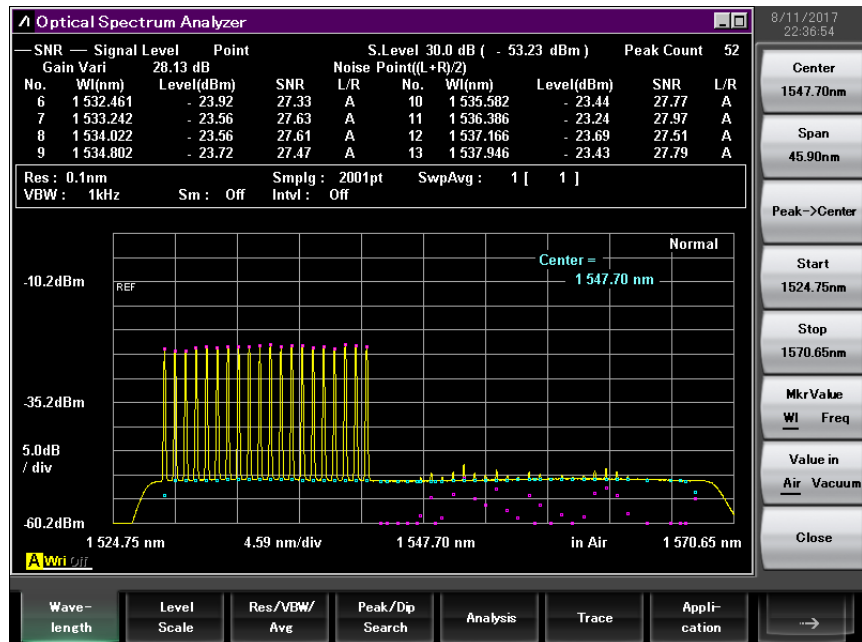 Optical Spectrum Analyzer
8/11/2017
22:36:54
SNR — Signal Level Point S.Level 30.0 dB ( - 53.23 dBm ) Peak Count 52
Gain Vari 28.13 dB Noise Point((L+R)/2)
No. Wl(nm) Level(dBm) SNR L/R No. Wl(nm) Level(dBm) SNR L/R
6 1 532.461 - 23.92 27.33 A 10 1 535.582 - 23.44 27.77 A
7 1 533.242 - 23.56 27.63 A 11 1 536.386 - 23.24 27.97 A
8 1 534.022 - 23.56 27.61 A 12 1 537.166 - 23.69 27.51 A
9 1 534.802 - 23.72 27.47 A 13 1 537.946 - 23.43 27.79 A
Res : 0.1nm Smplg : 2001pt SwpAvg : 1 [ 1 ]
VBW : 1kHz Sm : Off Intvl : Off
Normal
Center =
1 547.70 nm
-10.2dBm
REF
-35.2dBm
5.0dB
/ div
-60.2dBm
1 524.75 nm 4.59 nm/div 1 547.70 nm in Air 1 570.65 nm
A Wri Off
Center
1547.70nm
Span
45.90nm
Peak->Center
Start
1524.75nm
Stop
1570.65nm
MkrValue
Wl Freq
Value in
Air Vacuum
Close
Wave-
length
Level
Scale
Res/VBW/
Avg
Peak/Dip
Search
Analysis
Trace
Appli-
cation